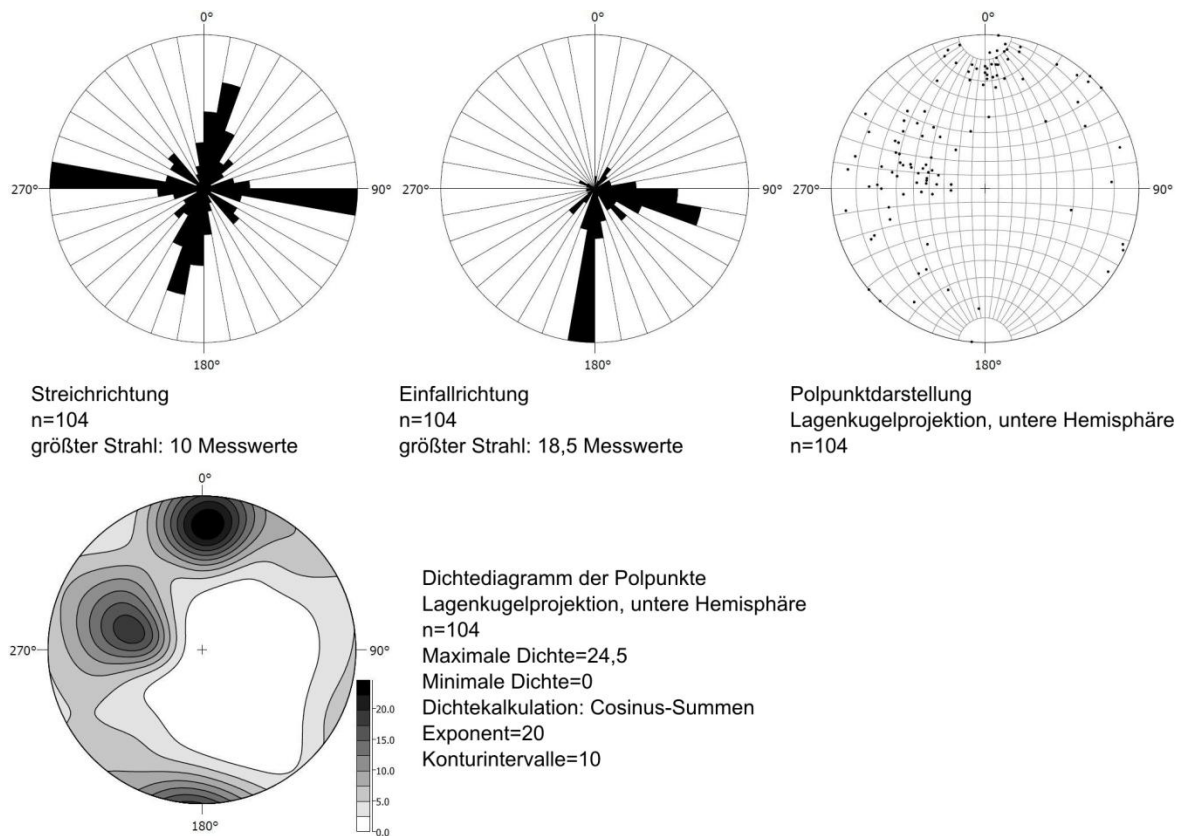 0°
0°
0°
270°
90°
270°
90°
270°
90°
180°
180°
180°
Streichrichtung
n=104
größter Strahl: 10 Messwerte
Einfallrichtung
n=104
größter Strahl: 18,5 Messwerte
Polpunktdarstellung
Lagenkugelprojektion, untere Hemisphäre
n=104
0°
270°
90°
180°
20.0
15.0
10.0
5.0
0.0
Dichtediagramm der Polpunkte
Lagenkugelprojektion, untere Hemisphäre
n=104
Maximale Dichte=24,5
Minimale Dichte=0
Dichtekalkulation: Cosinus-Summen
Exponent=20
Konturintervalle=10